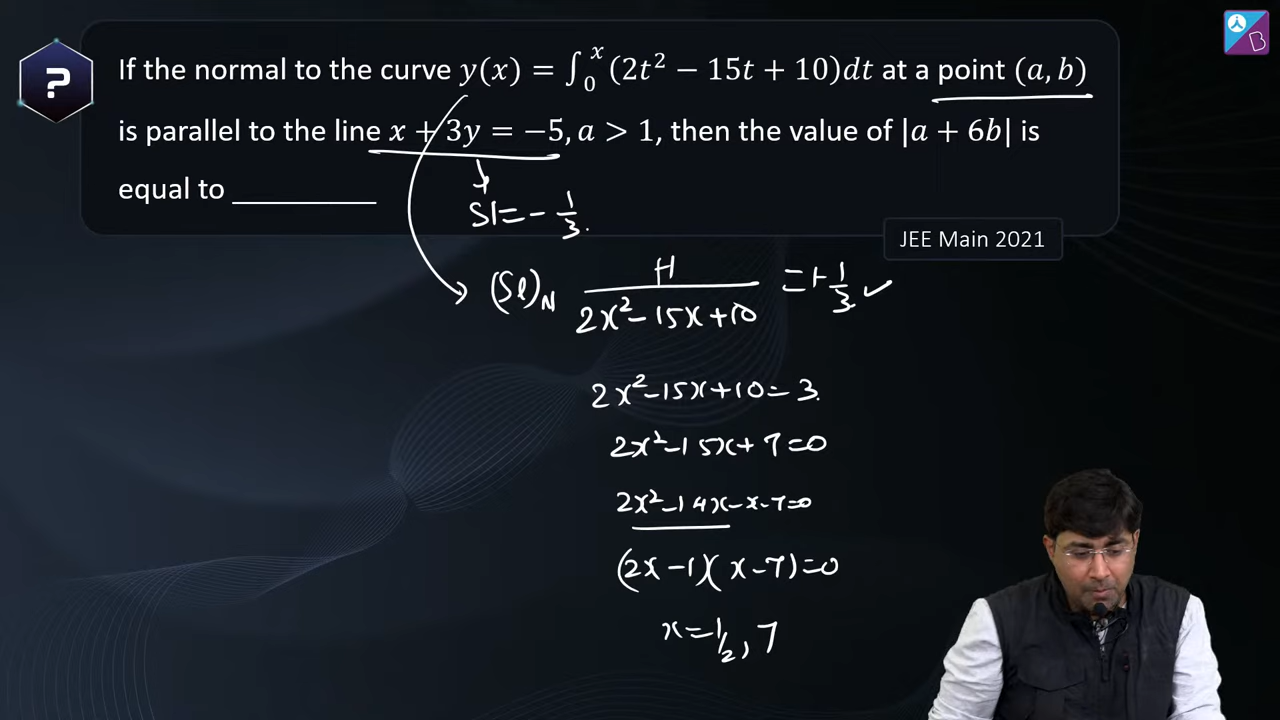 ?
If the normal to the curve y(x) = ∫₀ˣ (2t² − 15t + 10)dt at a point (a, b)
is parallel to the line x + 3y = −5, a > 1, then the value of |a + 6b| is
equal to ___________
Sl = − 1/3.
JEE Main 2021
(Sl)N +1/(2x² − 15x + 10) = + 1/3 ✓
2x² − 15x + 10 = 3.
2x² − 15x + 7 = 0
2x² − 14x − x − 7 = 0
(2x − 1)(x − 7) = 0
x = 1/2, 7